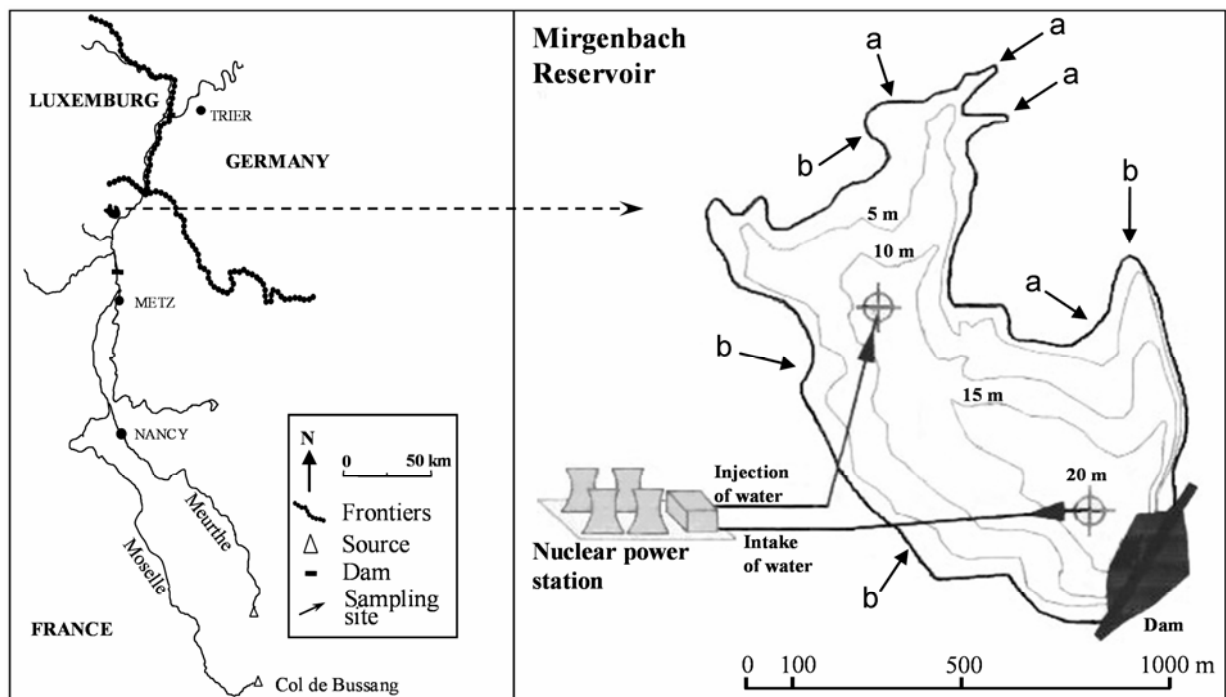 LUXEMBURG
TRIER
GERMANY
METZ
NANCY
Meurthe
Moselle
FRANCE
Col de Bussang
N
0 50 km
Frontiers
Source
Dam
Sampling
site
Mirgenbach
Reservoir
a
a
a
b
b
5 m
10 m
a
b
15 m
20 m
Injection
of water
Intake
of water
Nuclear power
station
b
Dam
0 100 500 1000 m